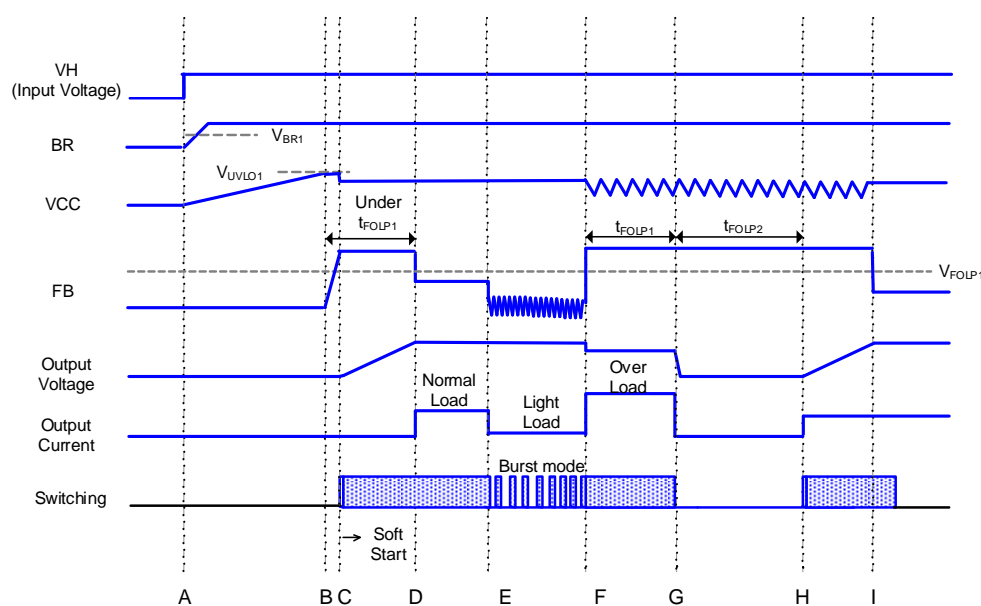 VH
(Input Voltage)
BR
VBR1
VUVLO1
VCC
Under
tFOLP1
tFOLP1
tFOLP2
VFOLP1
FB
Output
Voltage
Normal
Load
Light
Load
Over
Load
Output
Current
Burst mode
Switching
Soft
Start
A B C D E F G H I